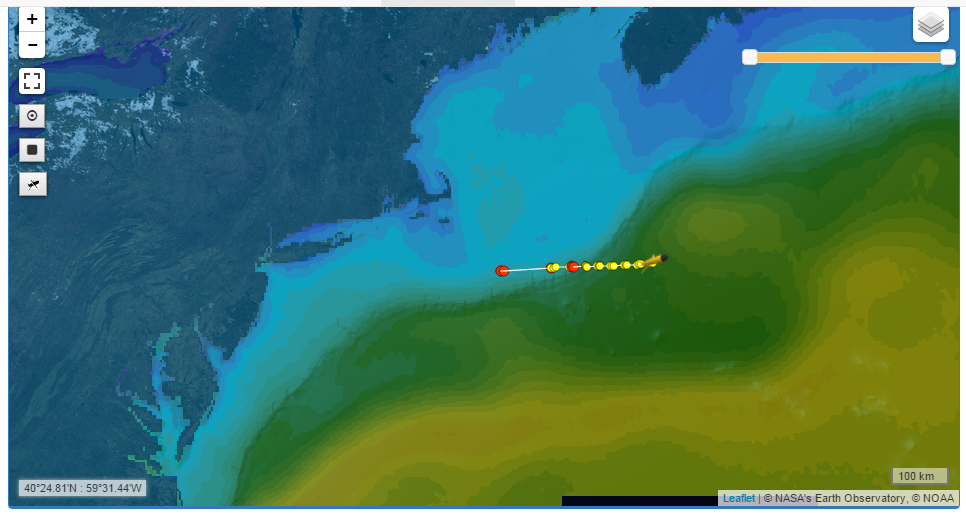 +
−
40°24.81'N : 59°31.44'W
100 km
Leaflet | © NASA's Earth Observatory, © NOAA